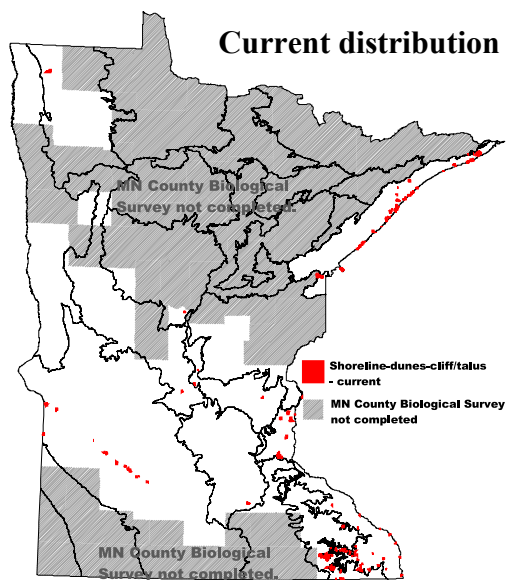 Current distribution
MN County Biological
Survey not completed.
Shoreline-dunes-cliff/talus
- current
MN County Biological Survey
not completed
MN County Biological
Survey not completed.